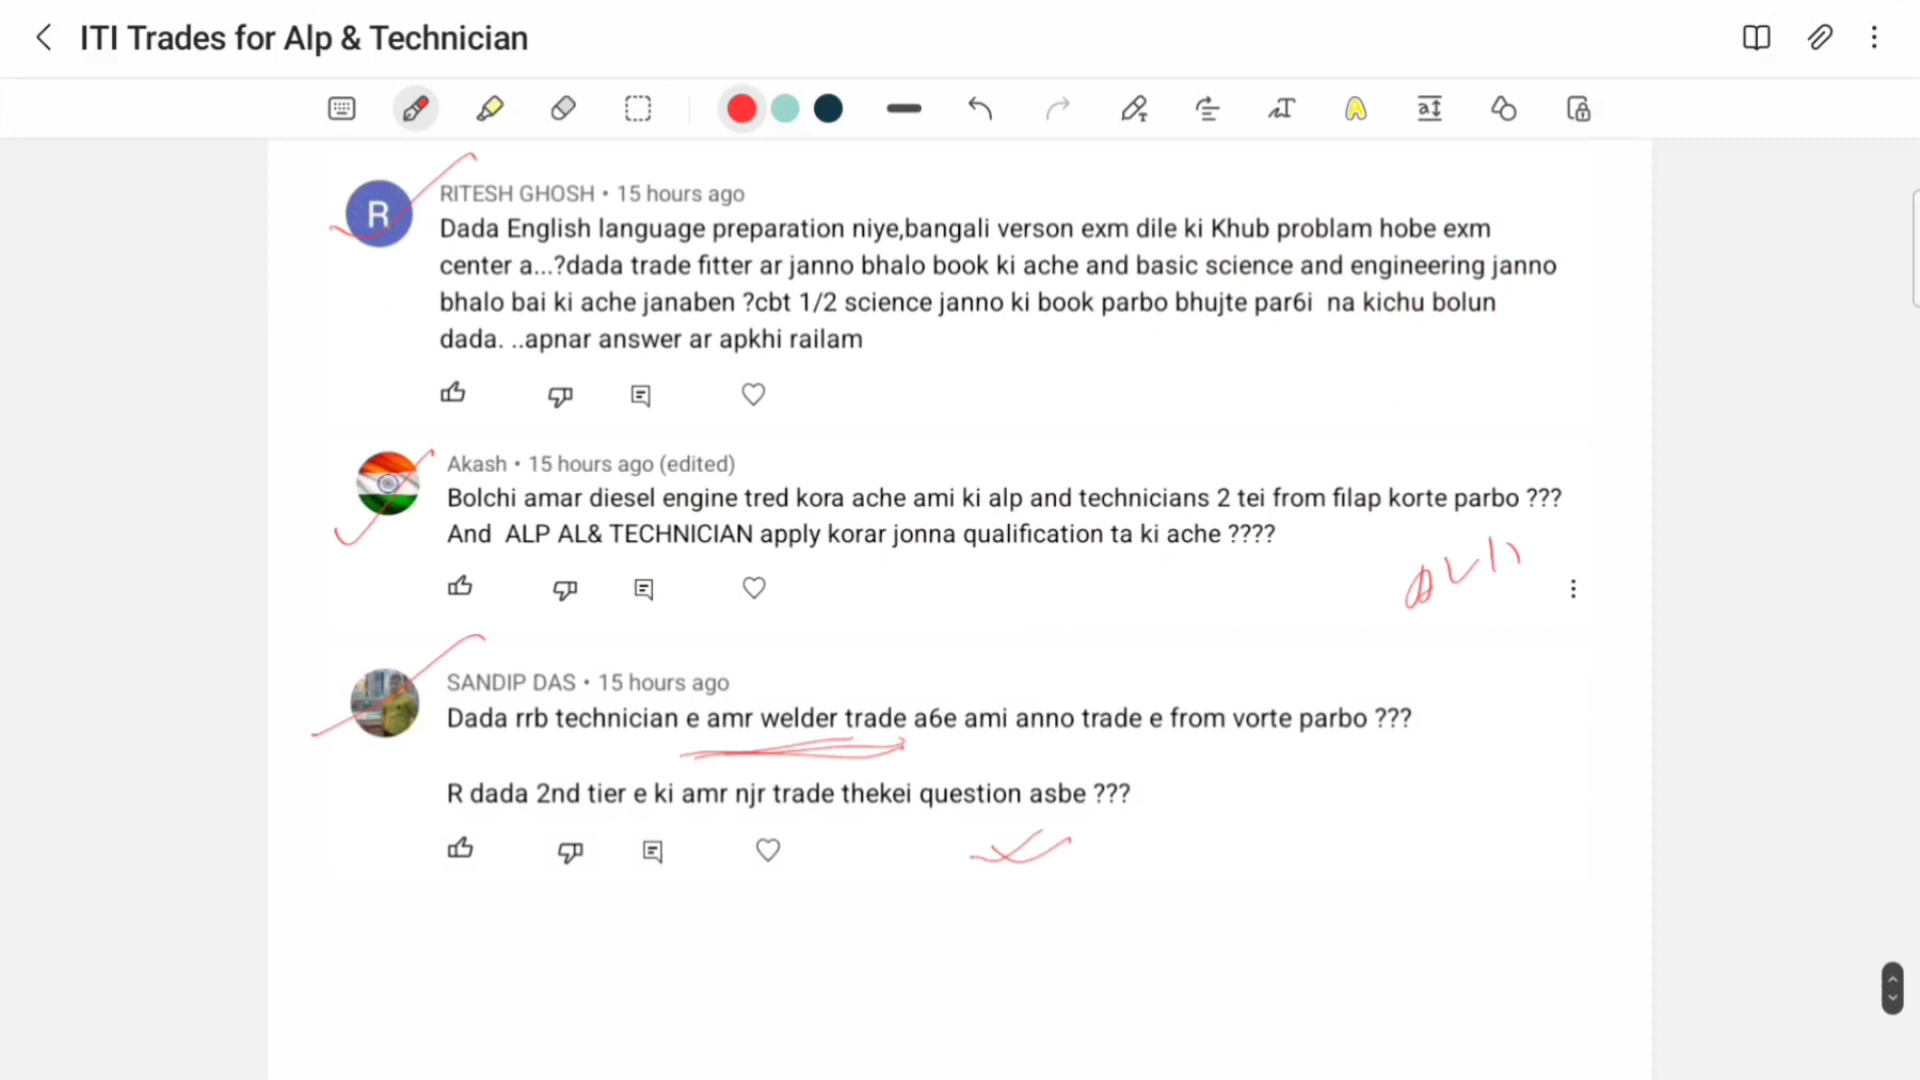 ITI Trades for Alp & Technician
R
RITESH GHOSH • 15 hours ago
Dada English language preparation niye,bangali verson exm dile ki Khub problam hobe exm
center a...?dada trade fitter ar janno bhalo book ki ache and basic science and engineering janno
bhalo bai ki ache janaben ?cbt 1/2 science janno ki book parbo bhujte par6i na kichu bolun
dada. ..apnar answer ar apkhi railam
Akash • 15 hours ago (edited)
Bolchi amar diesel engine tred kora ache ami ki alp and technicians 2 tei from filap korte parbo ???
And ALP AL& TECHNICIAN apply korar jonna qualification ta ki ache ????
SANDIP DAS • 15 hours ago
Dada rrb technician e amr welder trade a6e ami anno trade e from vorte parbo ???
R dada 2nd tier e ki amr njr trade thekei question asbe ???